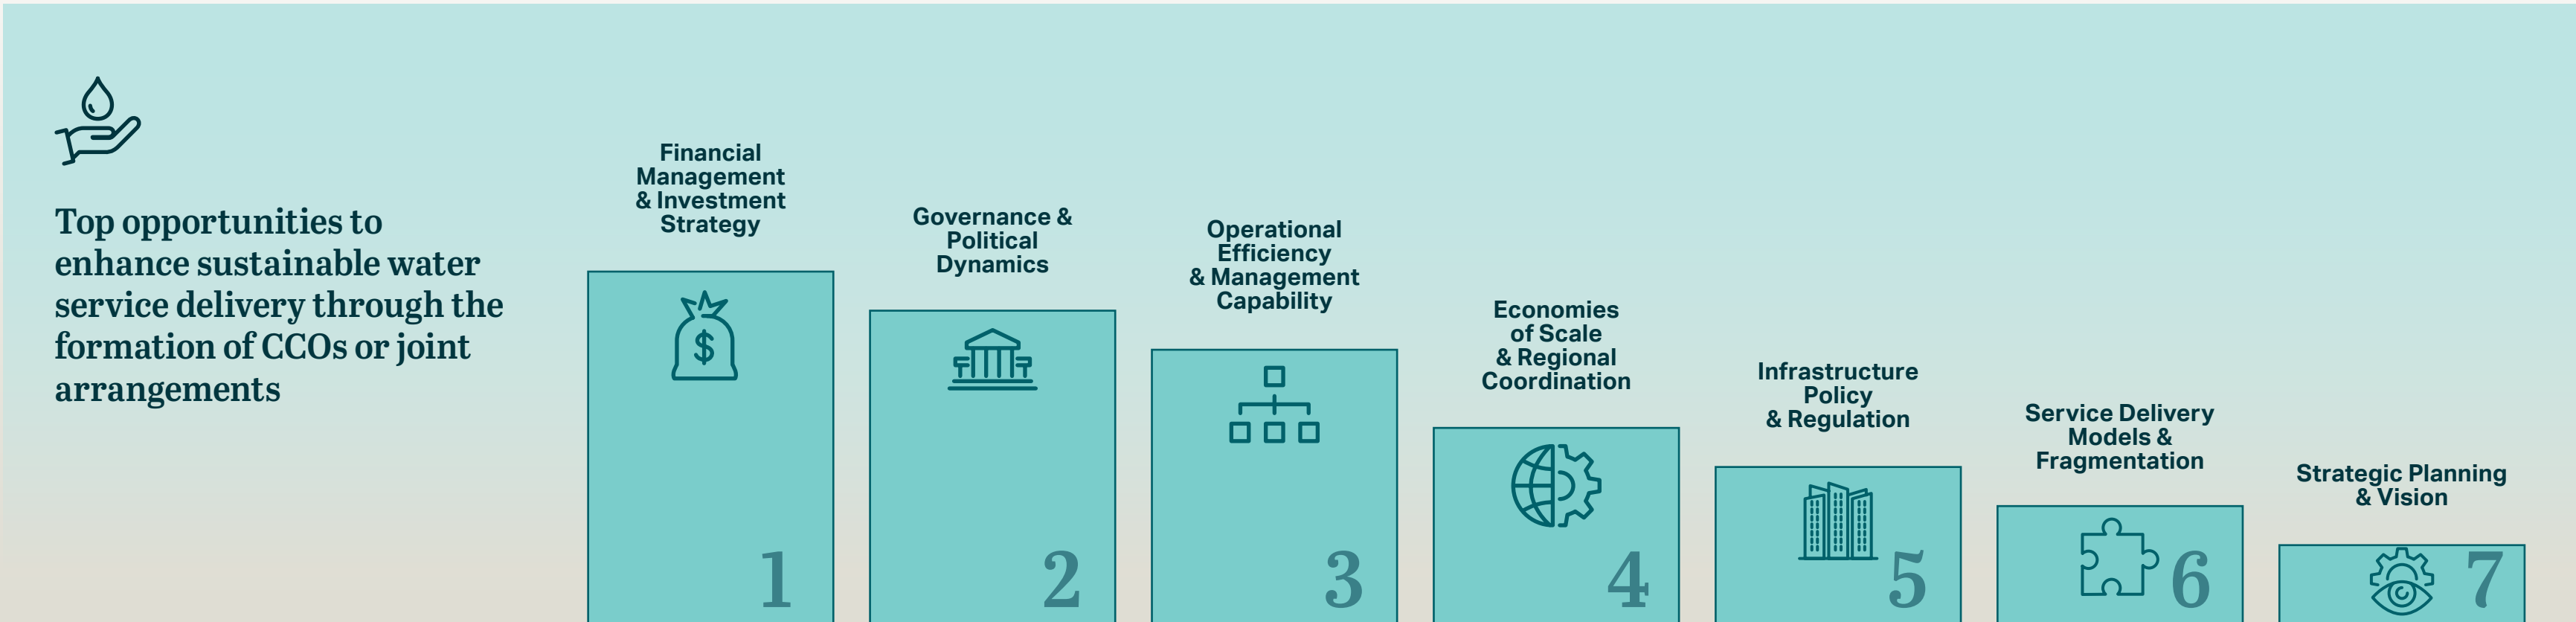 Top opportunities to
enhance sustainable water
service delivery through the
formation of CCOs or joint
arrangements
Financial
Management
& Investment
Strategy
$
1
Governance &
Political
Dynamics
2
Operational
Efficiency
& Management
Capability
3
Economies
of Scale
& Regional
Coordination
4
Infrastructure
Policy
& Regulation
5
Service Delivery
Models &
Fragmentation
6
Strategic Planning
& Vision
7